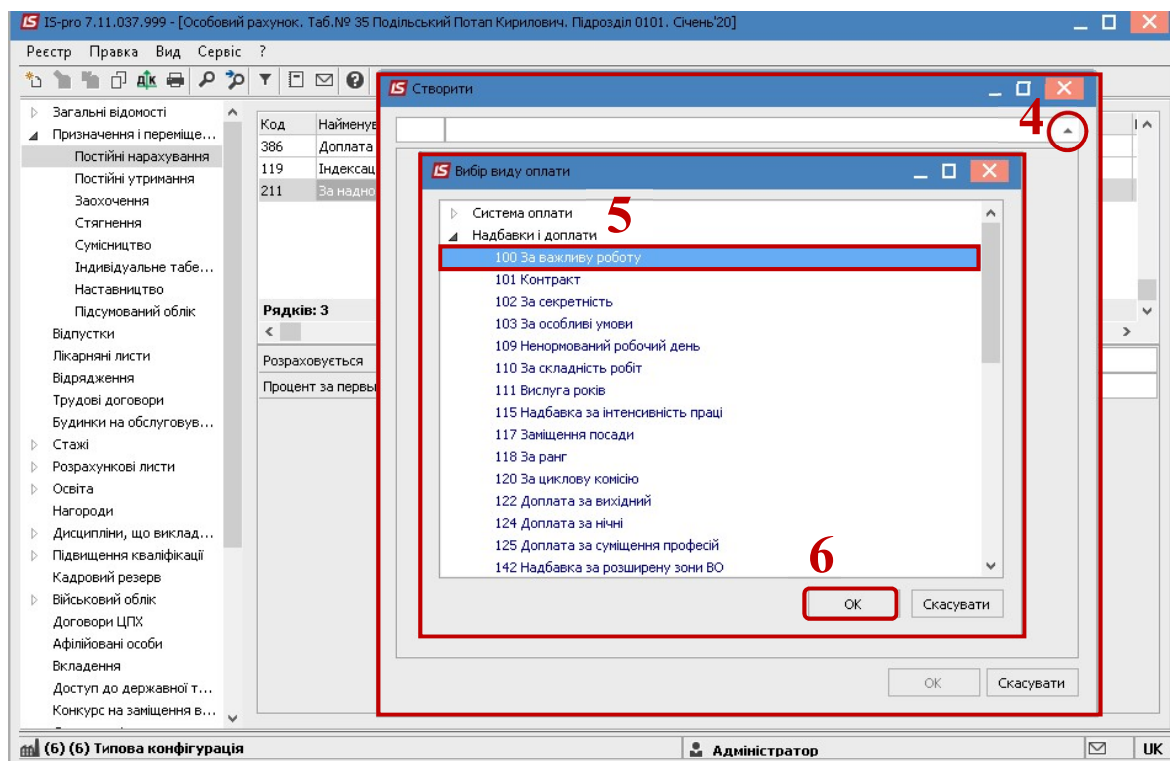 IS-pro 7.11.037.999 - [Особовий рахунок. Таб.№ 35 Подільський Потап Кирилович. Підрозділ 0101. Січень'20]
Реєстр Правка Вид Сервіс ?
Загальні відомості
Призначення і переміще...
Постійні нарахування
Постійні утримання
Заохочення
Стягнення
Сумісництво
Індивідуальне табе...
Наставництво
Підсумований облік
Відпустки
Лікарняні листи
Відрядження
Трудові договори
Будинки на обслуговув...
Стажі
Розрахункові листи
Освіта
Нагороди
Дисципліни, що виклад...
Підвищення кваліфікації
Кадровий резерв
Військовий облік
Договори ЦПХ
Афілійовані особи
Вкладення
Доступ до державної т...
Конкурс на заміщення в...
Код Найменув
386 Доплата
119 Індексац
211 За надно
Рядків: 3
Розраховується
Процент за первы
Створити
4
Вибір виду оплати
Система оплати
5
Надбавки і доплати
100 За важливу роботу
101 Контракт
102 За секретність
103 За особливі умови
109 Ненормований робочий день
110 За складність робіт
111 Вислуга років
115 Надбавка за інтенсивність праці
117 Заміщення посади
118 За ранг
120 За циклову комісію
122 Доплата за вихідний
124 Доплата за нічні
125 Доплата за суміщення професій
142 Надбавка за розширену зони ВО
6
ОК Скасувати
ОК Скасувати
(6) (6) Типова конфігурація Адміністратор UK